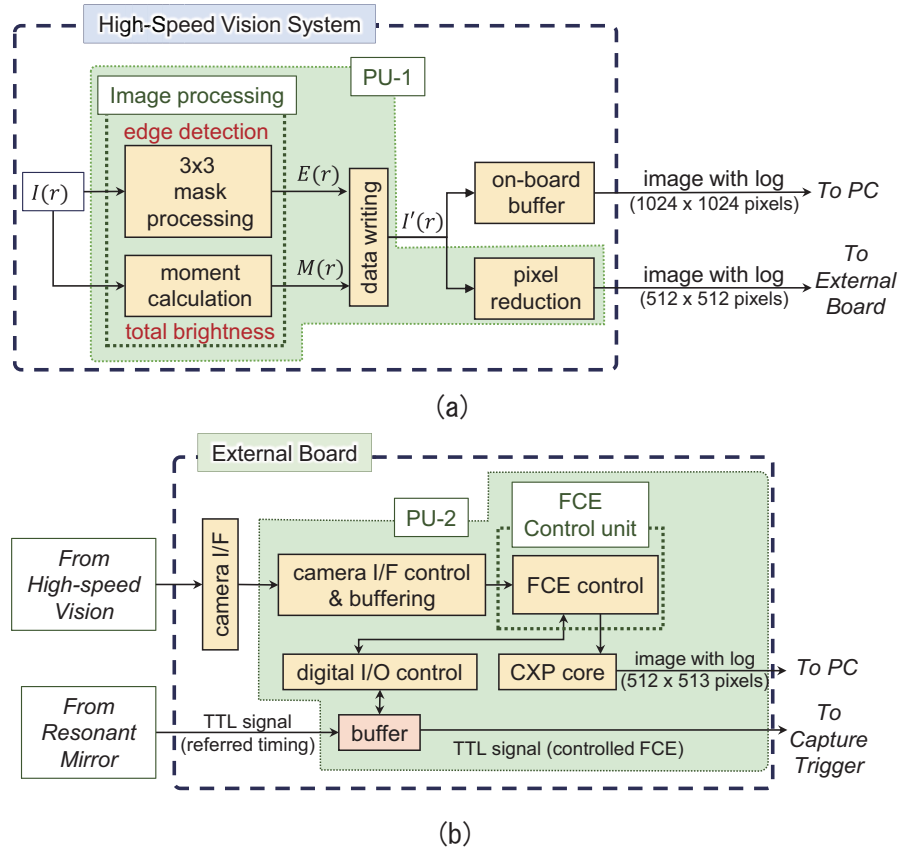 High-Speed Vision System
PU-1
Image processing
edge detection
3x3
mask
processing
I(r)
E(r)
moment
calculation
M(r)
total brightness
data writing
I'(r)
on-board
buffer
image with log
(1024 x 1024 pixels)
To PC
pixel
reduction
image with log
(512 x 512 pixels)
To
External
Board
(a)
External Board
PU-2
FCE
Control unit
From
High-speed
Vision
camera I/F
camera I/F control
& buffering
FCE control
digital I/O control
CXP core
image with log
(512 x 513 pixels)
To PC
From
Resonant
Mirror
TTL signal
(referred timing)
buffer
TTL signal (controlled FCE)
To
Capture
Trigger
(b)